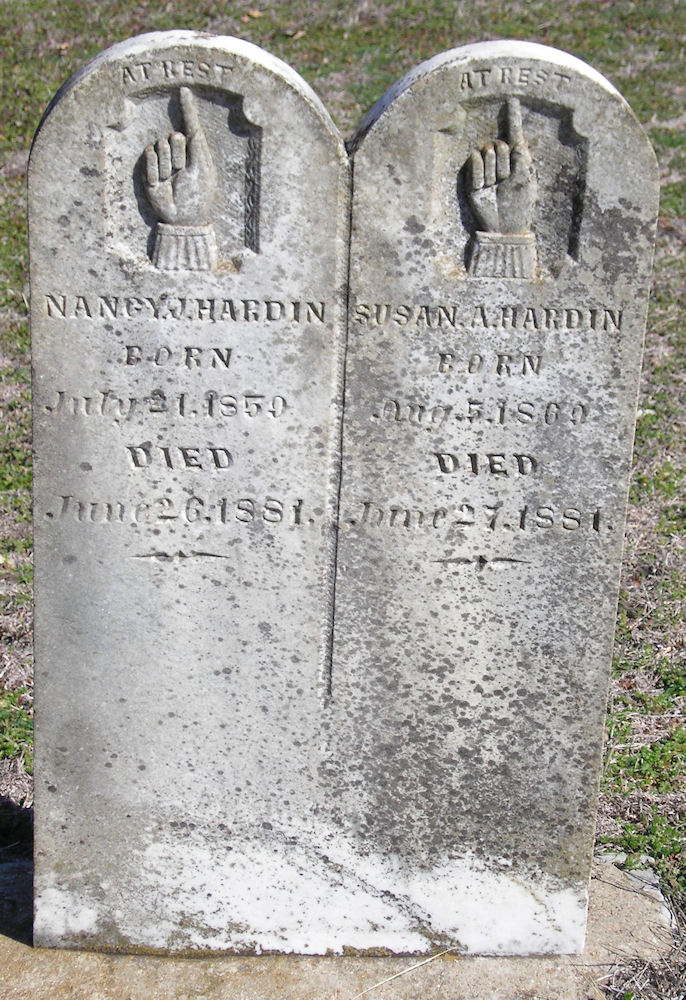 AT REST
NANCY J. HARDIN
BORN
July 21. 1859
DIED
June 26. 1881.
AT REST
SUSAN. A. HARDIN
BORN
Aug. 5. 1869
DIED
June 27. 1881.